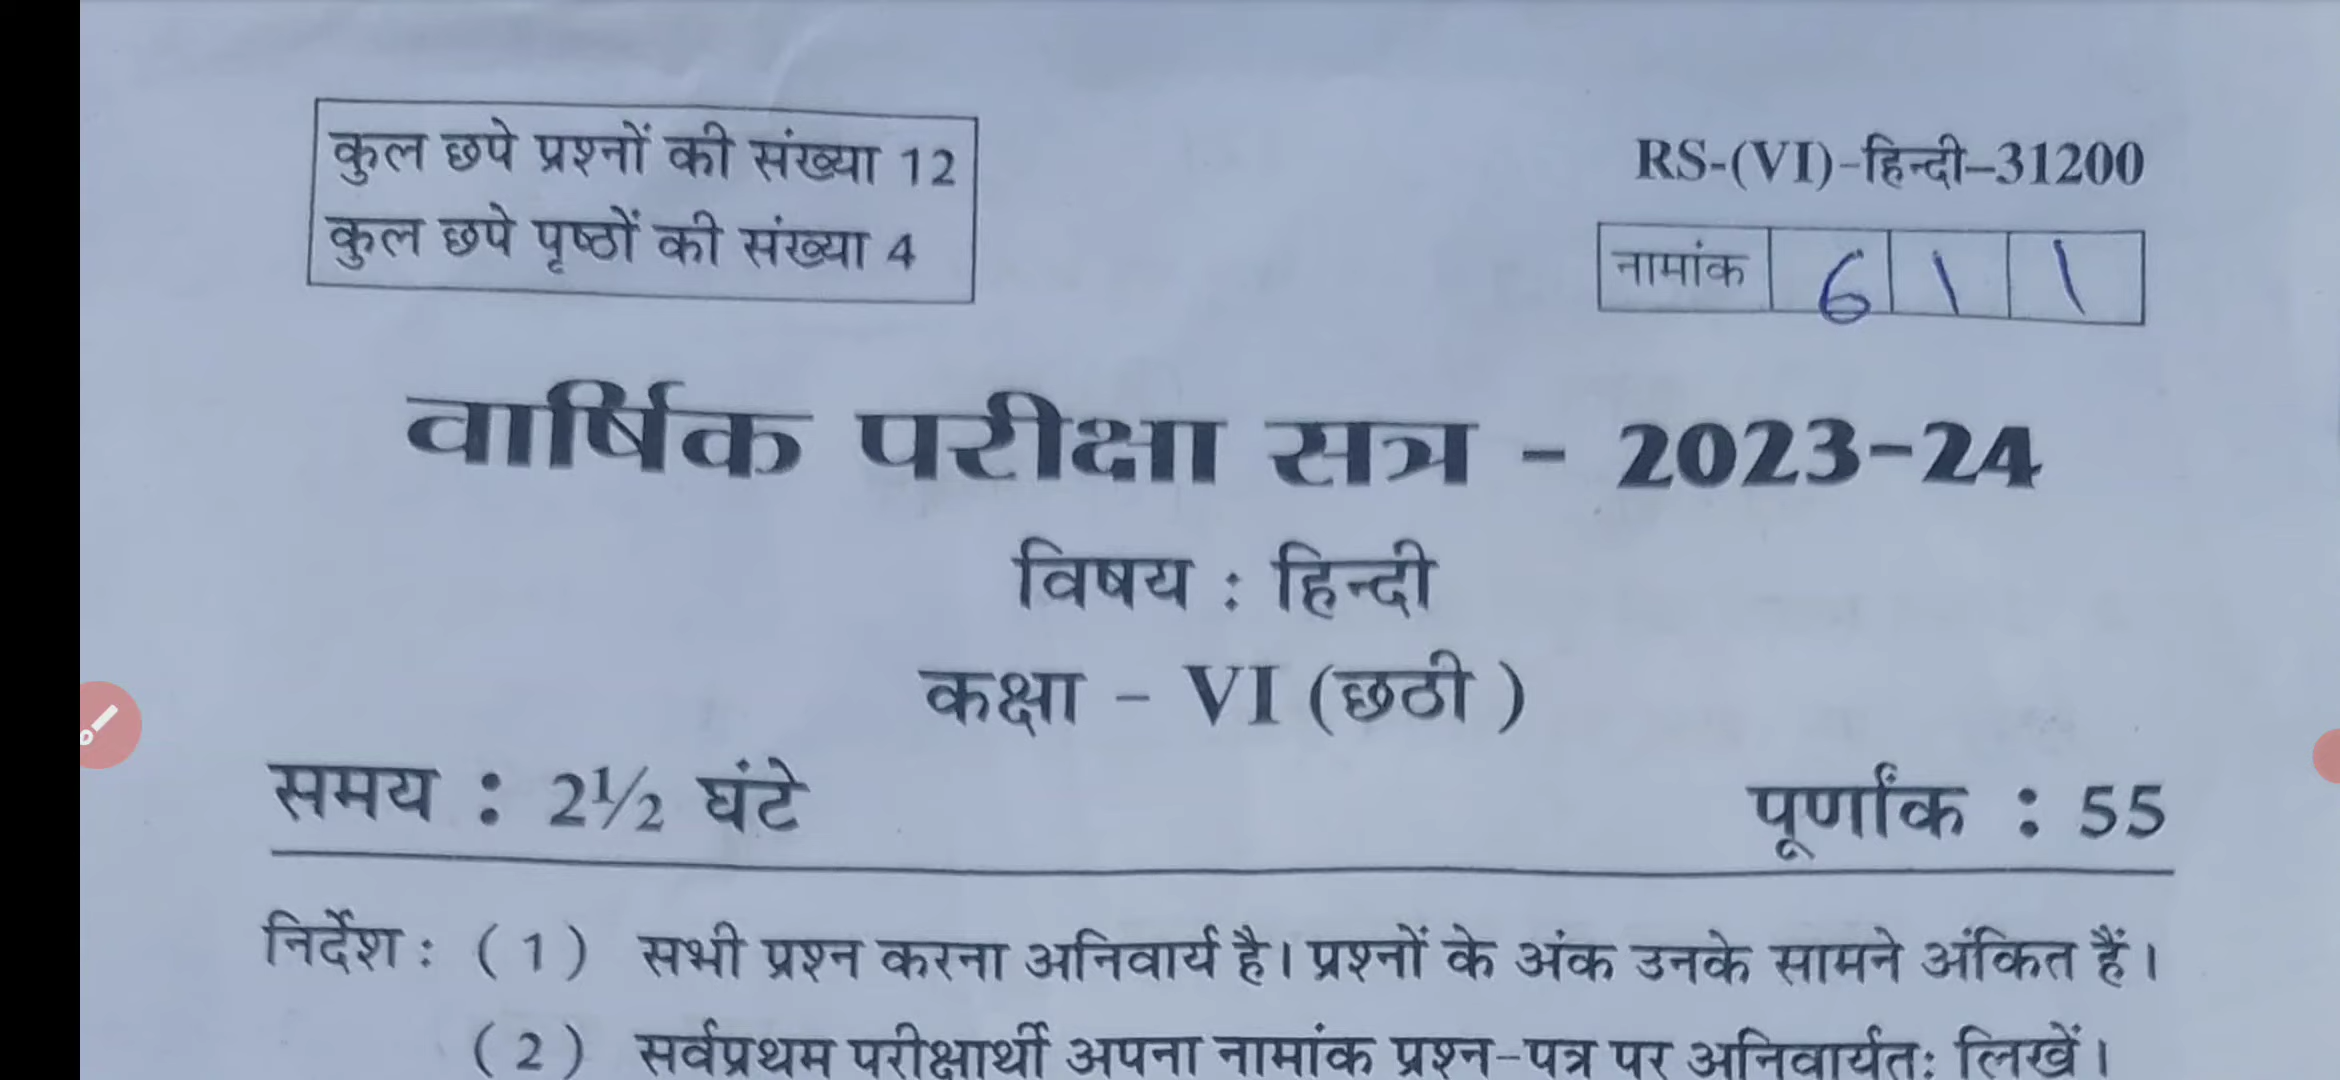 कुल छपे प्रश्नों की संख्या 12
कुल छपे पृष्ठों की संख्या 4
RS-(VI)-हिन्दी-31200
नामांक 6 1 1
वार्षिक परीक्षा सत्र - 2023-24
विषय : हिन्दी
कक्षा - VI (छठी)
समय : 2½ घंटे
पूर्णांक : 55
निर्देश : (1) सभी प्रश्न करना अनिवार्य है। प्रश्नों के अंक उनके सामने अंकित हैं।
(2) सर्वप्रथम परीक्षार्थी अपना नामांक प्रश्न-पत्र पर अनिवार्यतः लिखें।